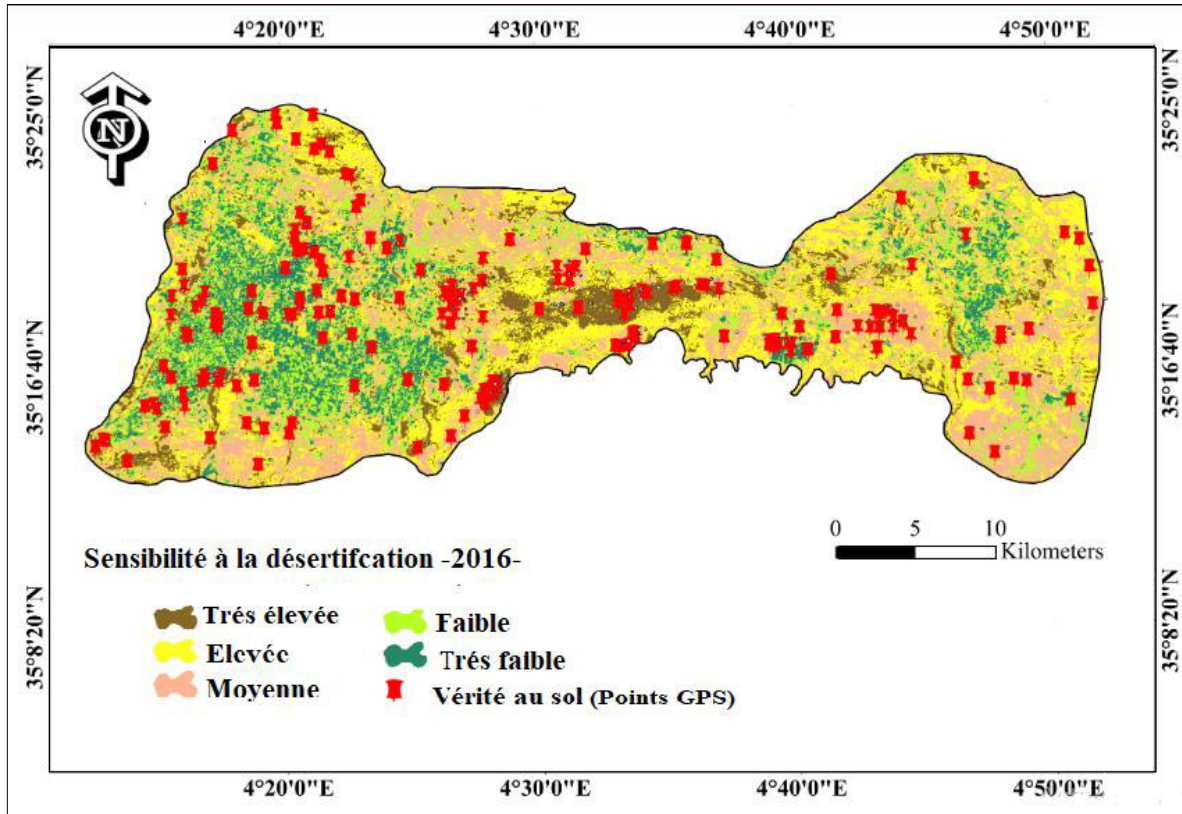 4°20'0"E 4°30'0"E 4°40'0"E 4°50'0"E
35°25'0"N
35°25'0"N
N
35°16'40"N
35°16'40"N
0 5 10
Kilometers
Sensibilité à la désertifcation -2016-
Trés élevée
Faible
Elevée
Trés faible
Moyenne
Vérité au sol (Points GPS)
35°8'20"N
35°8'20"N
4°20'0"E 4°30'0"E 4°40'0"E 4°50'0"E